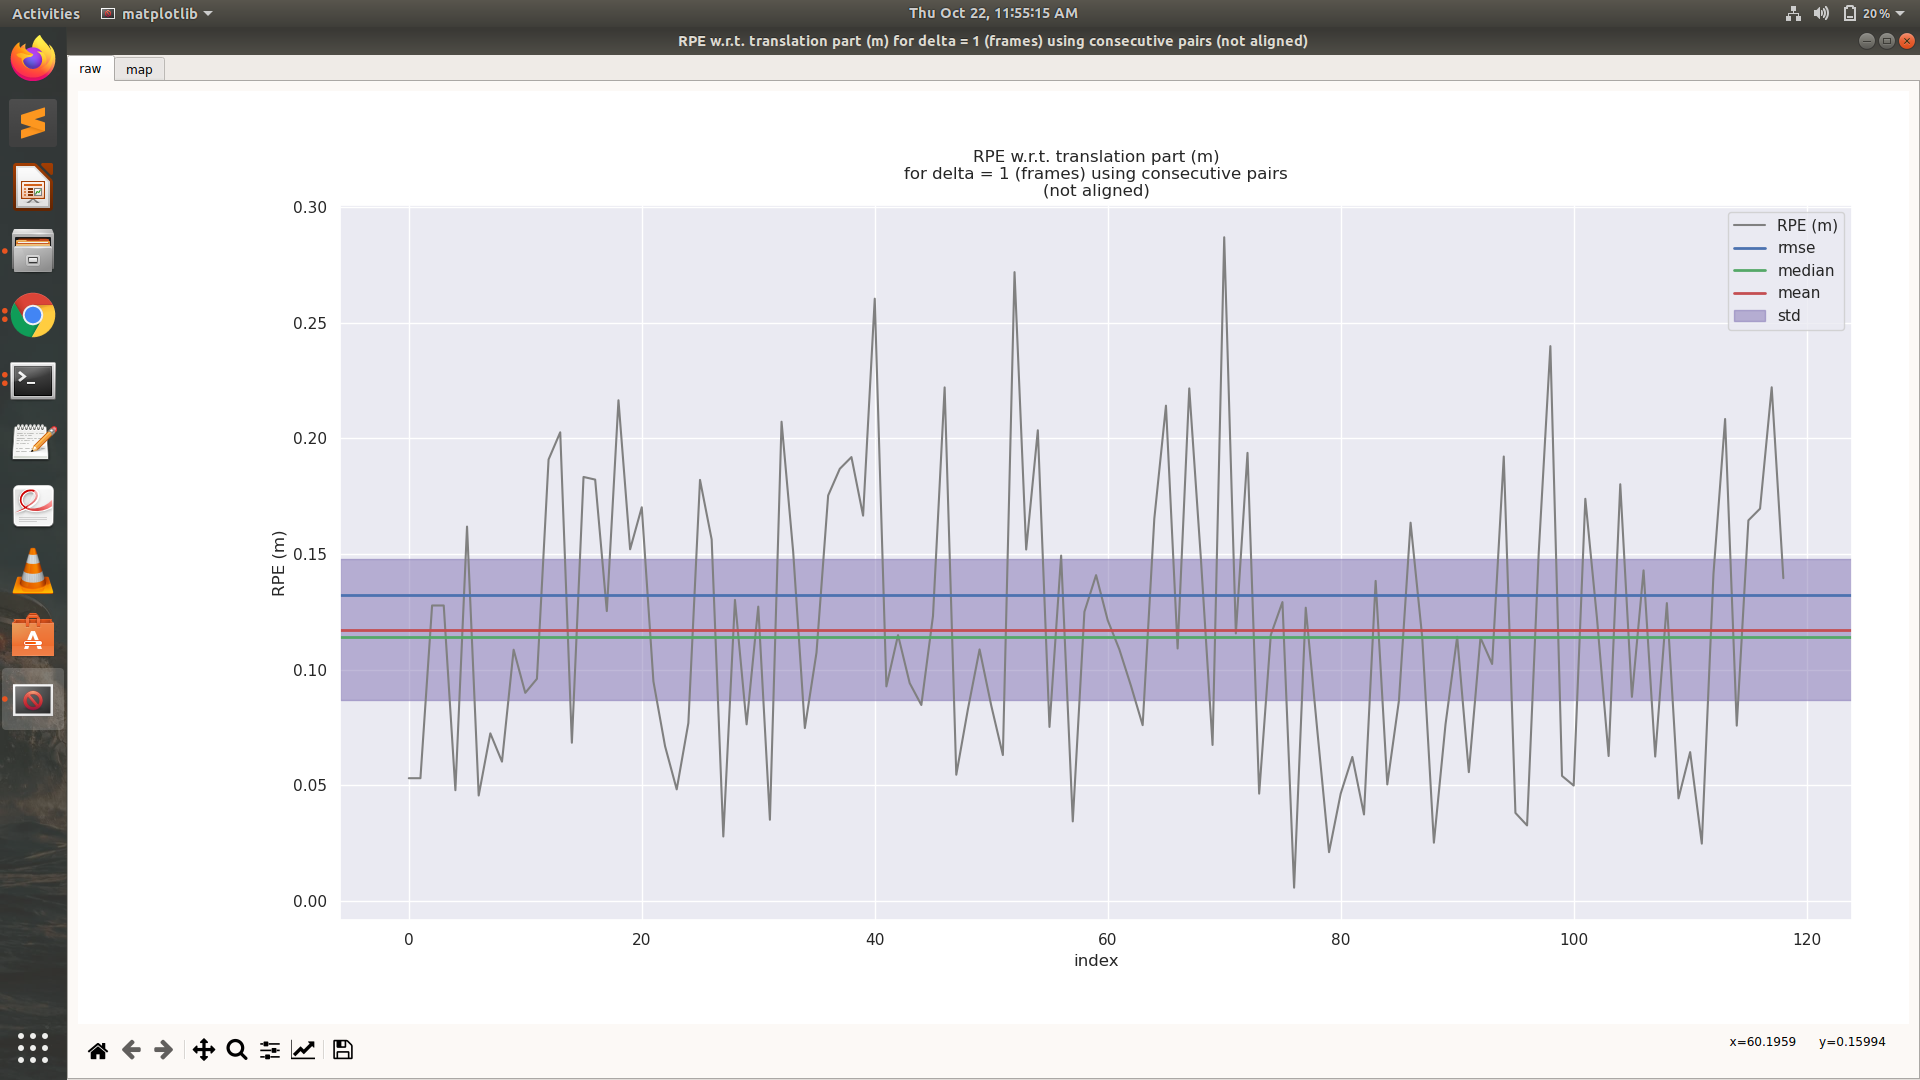 Activities
matplotlib
Thu Oct 22, 11:55:15 AM
20%
RPE w.r.t. translation part (m) for delta = 1 (frames) using consecutive pairs (not aligned)
raw
map
RPE w.r.t. translation part (m)
for delta = 1 (frames) using consecutive pairs
(not aligned)
0.30
0.25
0.20
0.15
0.10
0.05
0.00
RPE (m)
RPE (m)
rmse
median
mean
std
0
20
40
60
80
100
120
index
x=60.1959 y=0.15994